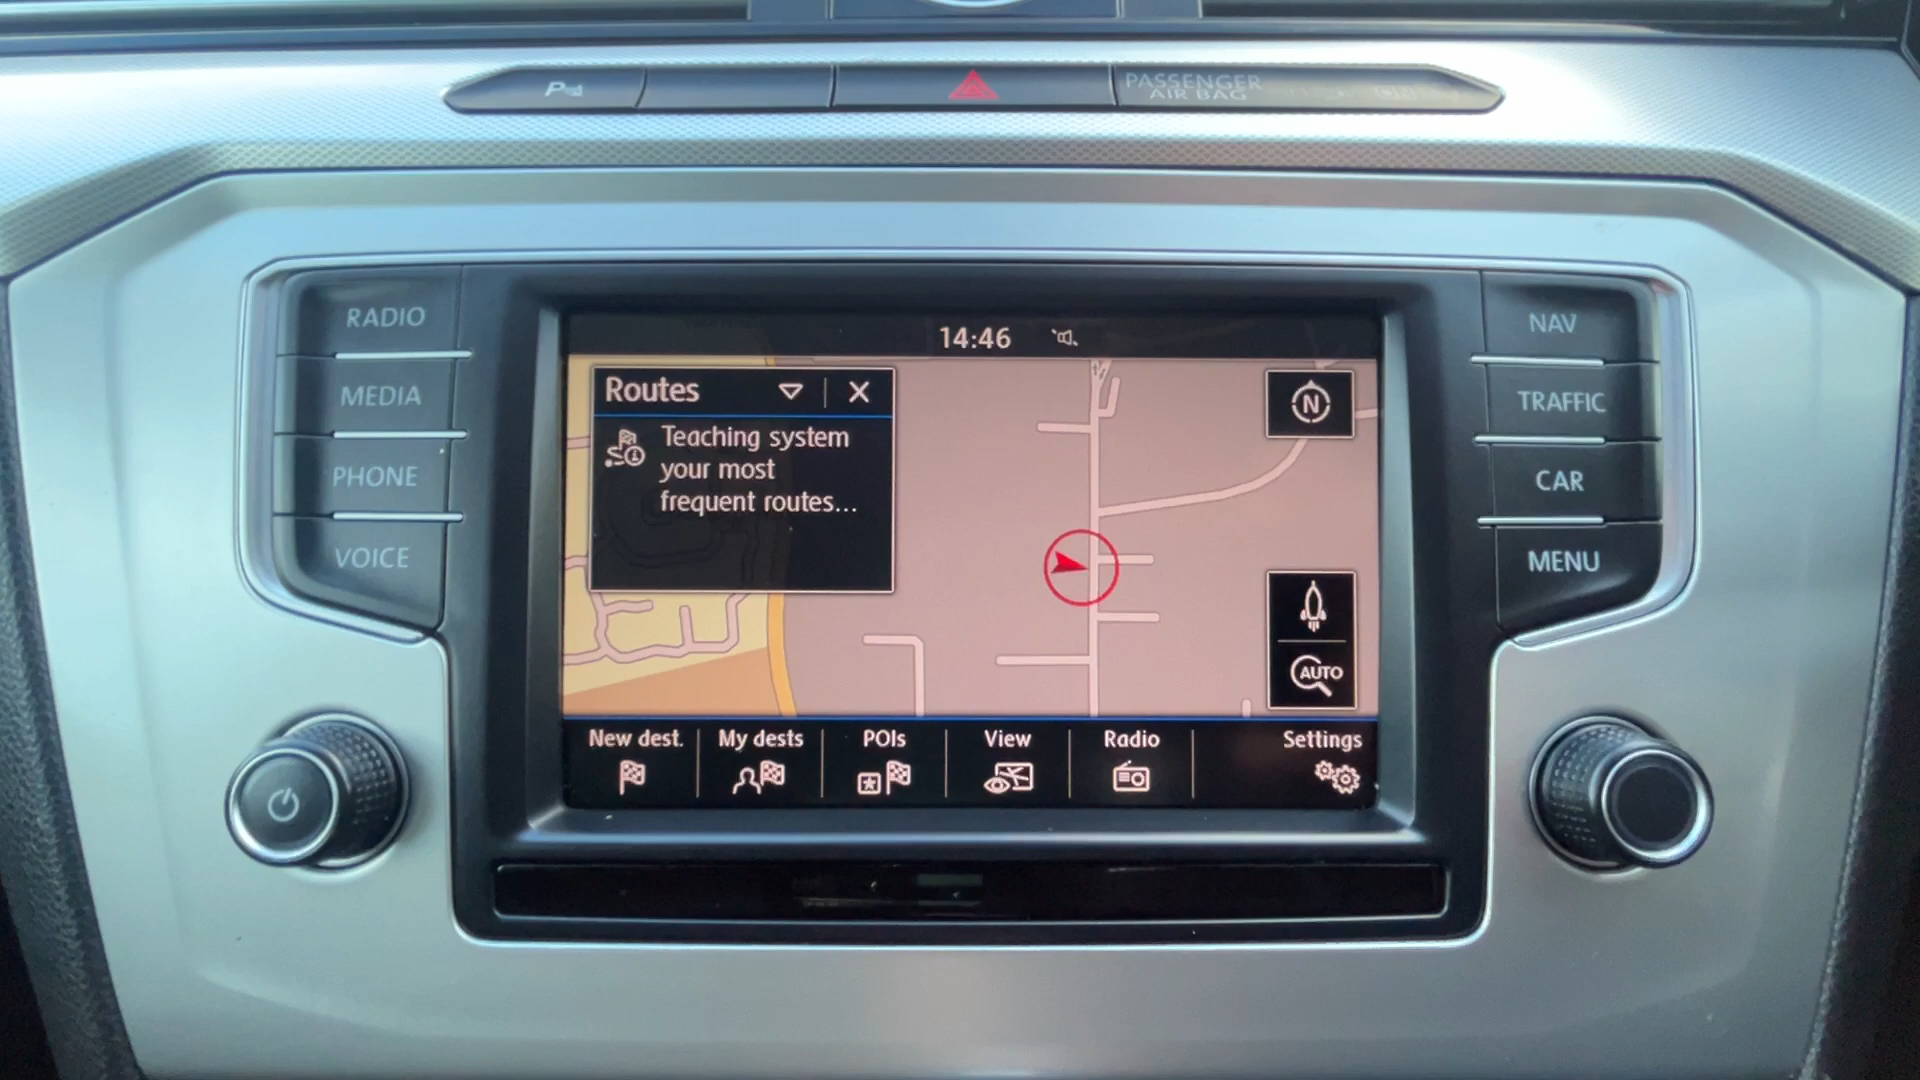 P
PASSENGER
AIR BAG
RADIO
MEDIA
PHONE
VOICE
14:46
Routes
Teaching system
your most
frequent routes...
N
AUTO
New dest.
My dests
POIs
View
Radio
Settings
NAV
TRAFFIC
CAR
MENU